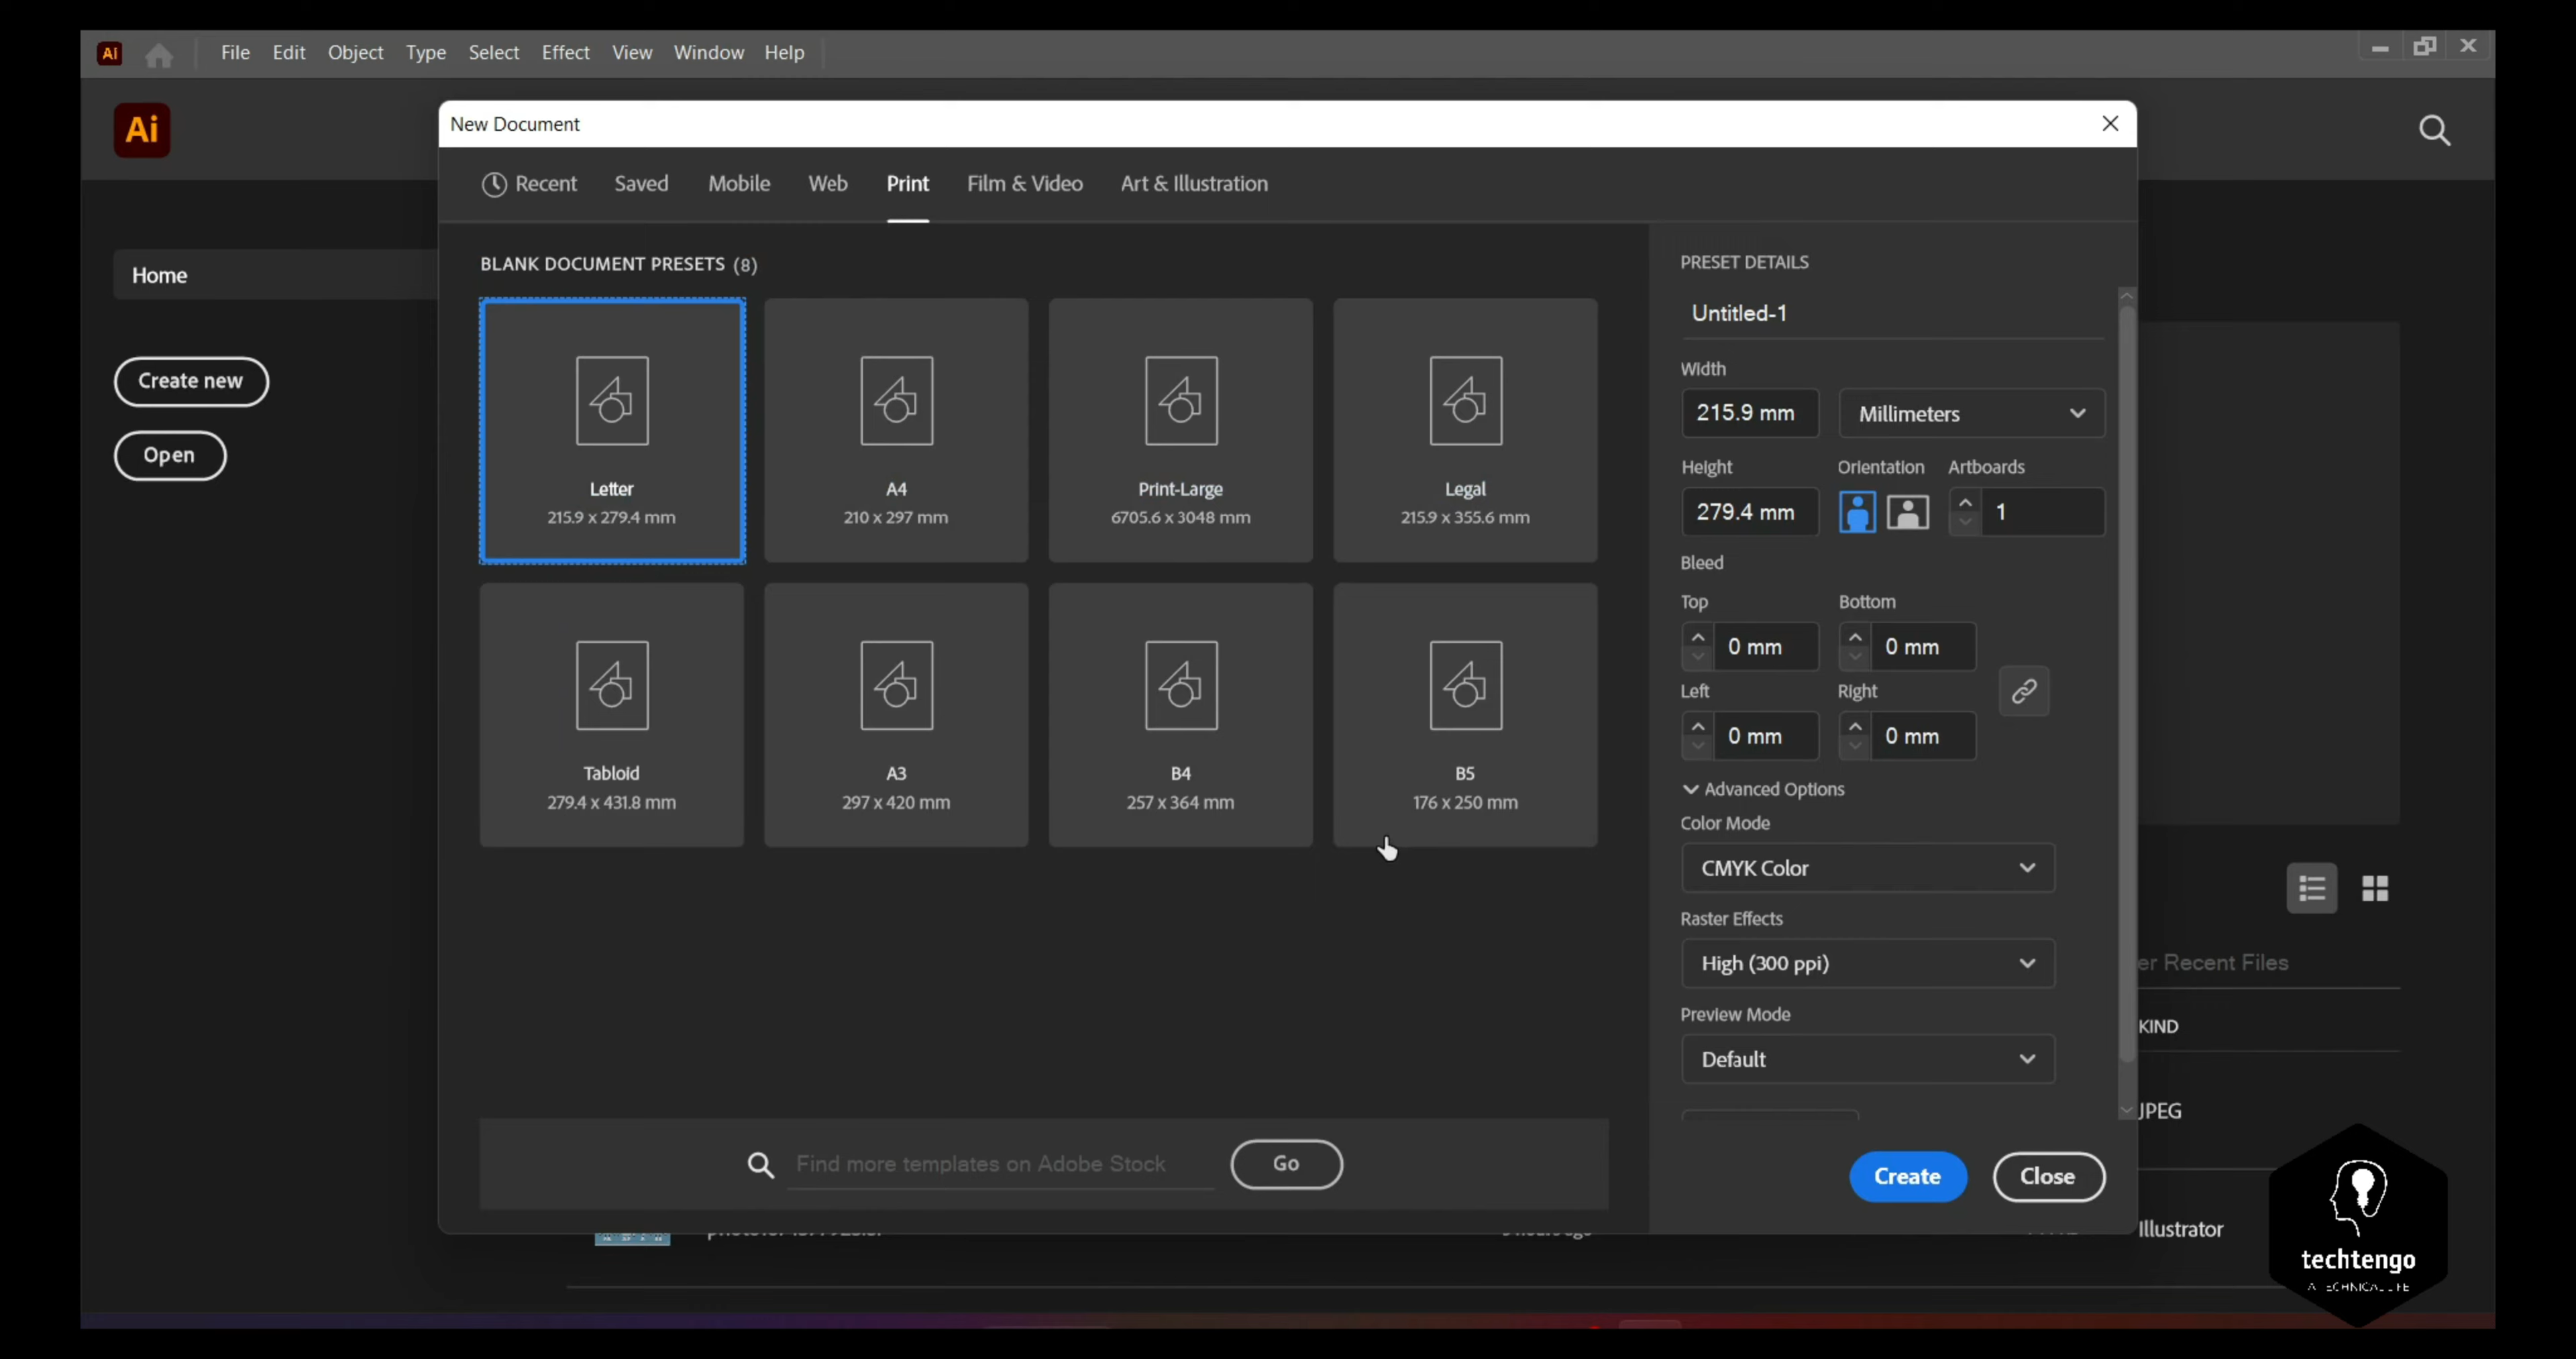 Ai File Edit Object Type Select Effect View Window Help
Ai
New Document
Recent Saved Mobile Web Print Film & Video Art & Illustration
Home
Create new
Open
BLANK DOCUMENT PRESETS (8)
Letter
215.9 x 279.4 mm
A4
210 x 297 mm
Print-Large
6705.6 x 3048 mm
Legal
215.9 x 355.6 mm
Tabloid
279.4 x 431.8 mm
A3
297 x 420 mm
B4
257 x 364 mm
B5
176 x 250 mm
Find more templates on Adobe Stock
Go
PRESET DETAILS
Untitled-1
Width
215.9 mm Millimeters
Height Orientation Artboards
279.4 mm 1
Bleed
Top Bottom
0 mm 0 mm
Left Right
0 mm 0 mm
Advanced Options
Color Mode
CMYK Color
Raster Effects
High (300 ppi)
Preview Mode
Default
Create Close
er Recent Files
KIND
JPEG
Illustrator
techtengo